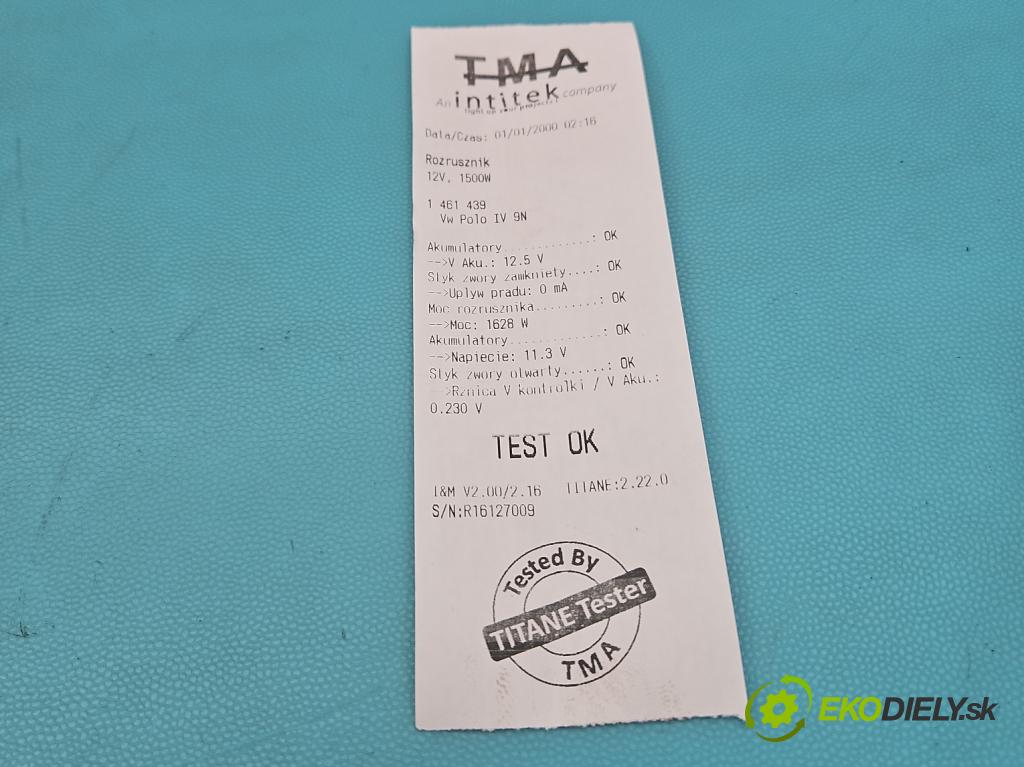 TMA
An intitek company
light up your projects !
Data/Czas: 01/01/2000 02:16
Rozrusznik
12V, 1500W
1 461 439
Vw Polo IV 9N
Akumulatory.............: OK
-->V Aku.: 12.5 V
Styk zwory zamkniety....: OK
-->Uplyw pradu: 0 mA
Moc rozrusznika.........: OK
-->Moc: 1628 W
Akumulatory.............: OK
-->Napiecie: 11.3 V
Styk zwory otwarty......: OK
-->Rznica V kontrolki / V Aku.:
0.230 V
TEST OK
I&M V2.00/2.16 TITANE:2.22.0
S/N:R16127009
Tested By
TITANE Tester
TMA
EKODIELY.sk